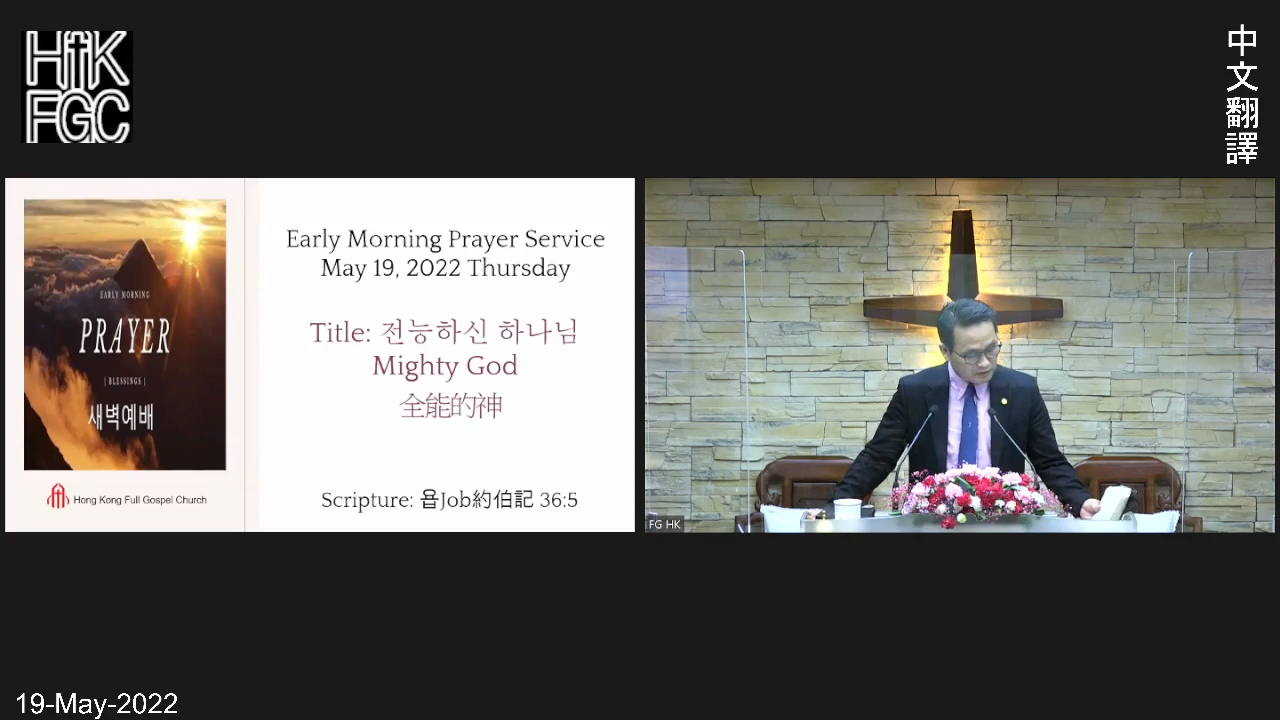 HK
FGC
中文翻譯
EARLY MORNING
PRAYER
| BLESSINGS |
새벽예배
Hong Kong Full Gospel Church
Early Morning Prayer Service
May 19, 2022 Thursday
Title: 전능하신 하나님
Mighty God
全能的神
Scripture: 욥Job約伯記 36:5
FG HK
19-May-2022